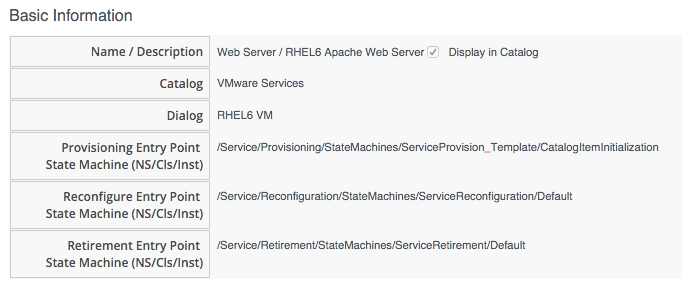 Basic Information
Name / Description Web Server / RHEL6 Apache Web Server Display in Catalog
Catalog VMware Services
Dialog RHEL6 VM
Provisioning Entry Point /Service/Provisioning/StateMachines/ServiceProvision_Template/CatalogItemInitialization
State Machine (NS/Cls/Inst)
Reconfigure Entry Point /Service/Reconfiguration/StateMachines/ServiceReconfiguration/Default
State Machine (NS/Cls/Inst)
Retirement Entry Point /Service/Retirement/StateMachines/ServiceRetirement/Default
State Machine (NS/Cls/Inst)